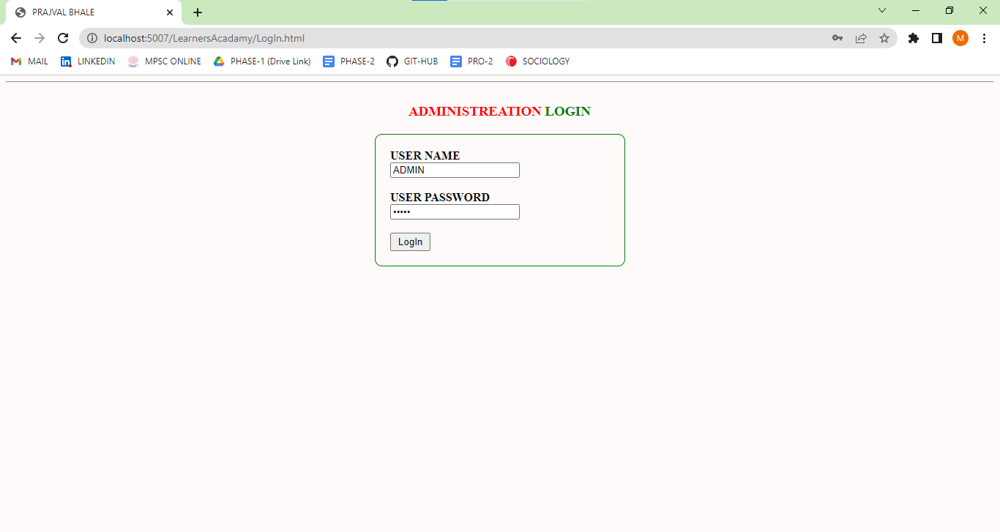 PRAJVAL BHALE
localhost:5007/LearnersAcadamy/LogIn.html
M
MAIL LINKEDIN MPSC ONLINE PHASE-1 (Drive Link) PHASE-2 GIT-HUB PRO-2 SOCIOLOGY
ADMINISTREATION LOGIN
USER NAME
ADMIN
USER PASSWORD
•••••
LogIn